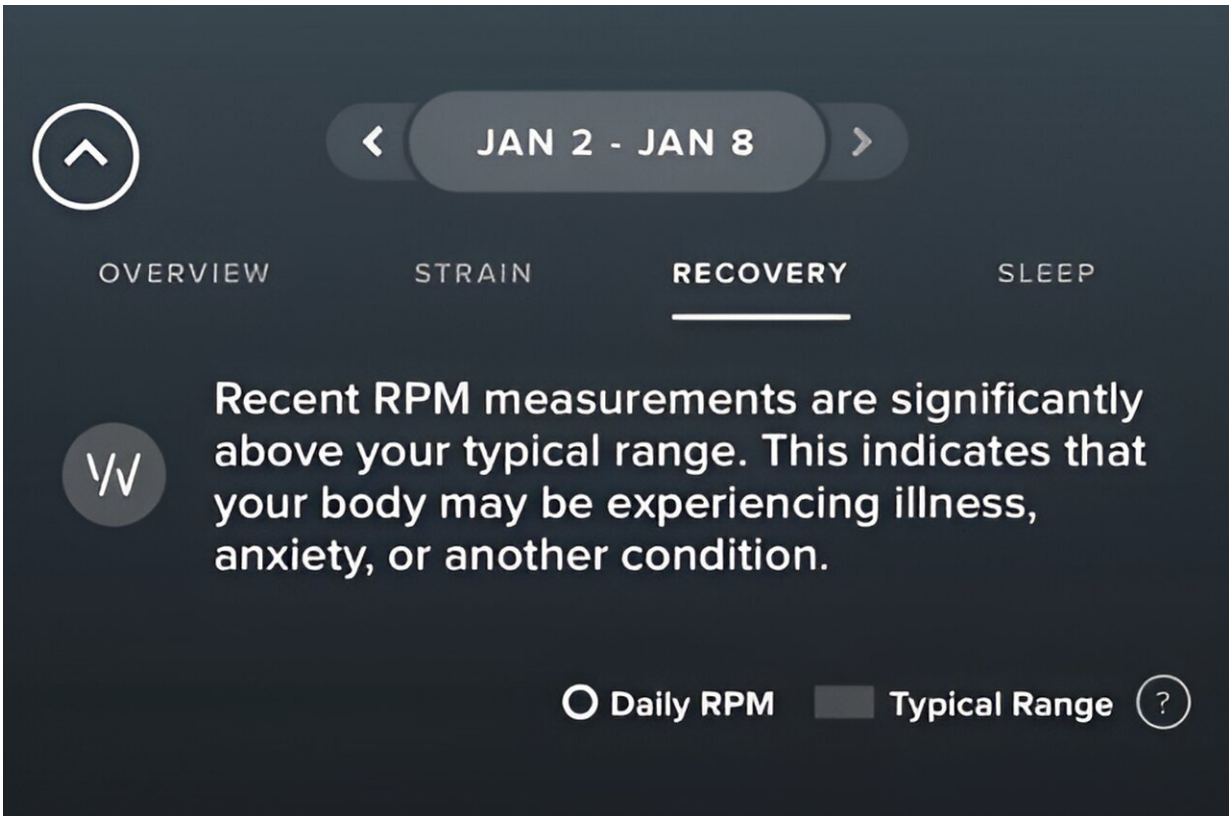 JAN 2 - JAN 8
OVERVIEW STRAIN RECOVERY SLEEP
Recent RPM measurements are significantly
above your typical range. This indicates that
your body may be experiencing illness,
anxiety, or another condition.
W
Daily RPM Typical Range ?